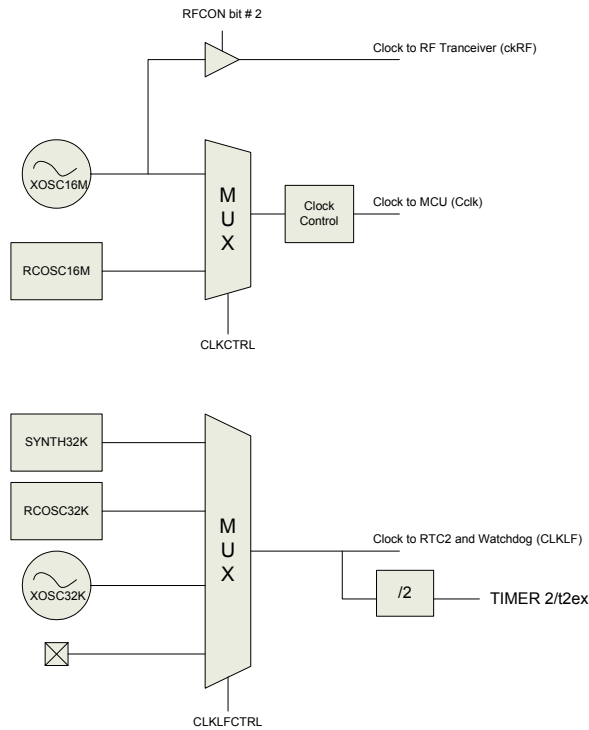 RFCON bit # 2
Clock to RF Tranceiver (ckRF)
XOSC16M
M
U
X
Clock
Control
Clock to MCU (Cclk)
RCOSC16M
CLKCTRL
SYNTH32K
RCOSC32K
M
U
X
Clock to RTC2 and Watchdog (CLKLF)
XOSC32K
/2
TIMER 2/t2ex
CLKLFCTRL